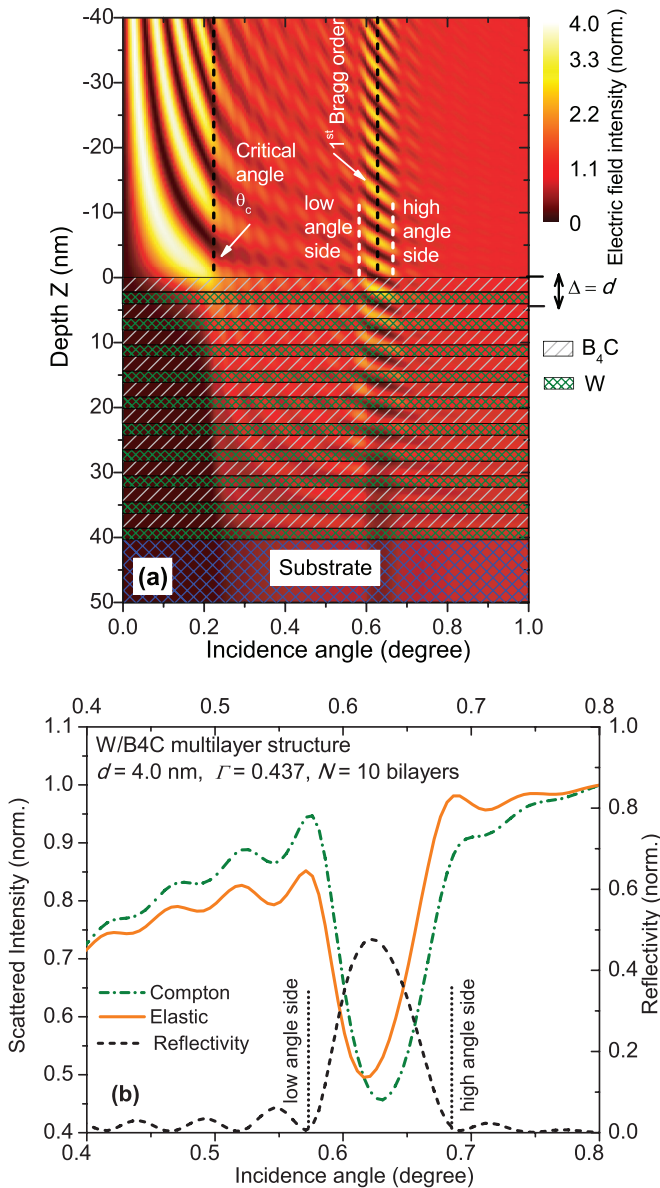 (a)
-40
-30
-20
-10
0
10
20
30
40
50
Depth Z (nm)
Critical
angle
θc
1st Bragg order
low
angle
side
high
angle
side
4.0
3.3
2.2
1.1
0
Electric field intensity (norm.)
Δ = d
B4C
W
(a)
Substrate
0.0 0.2 0.4 0.6 0.8 1.0
Incidence angle (degree)
0.4 0.5 0.6 0.7 0.8
1.1
1.0
0.9
0.8
0.7
0.6
0.5
0.4
Scattered Intensity (norm.)
W/B4C multilayer structure
d = 4.0 nm, Γ = 0.437, N = 10 bilayers
Compton
Elastic
Reflectivity
low angle side
high angle side
(b)
1.0
0.8
0.6
0.4
0.2
0.0
Reflectivity (norm.)
0.4 0.5 0.6 0.7 0.8
Incidence angle (degree)